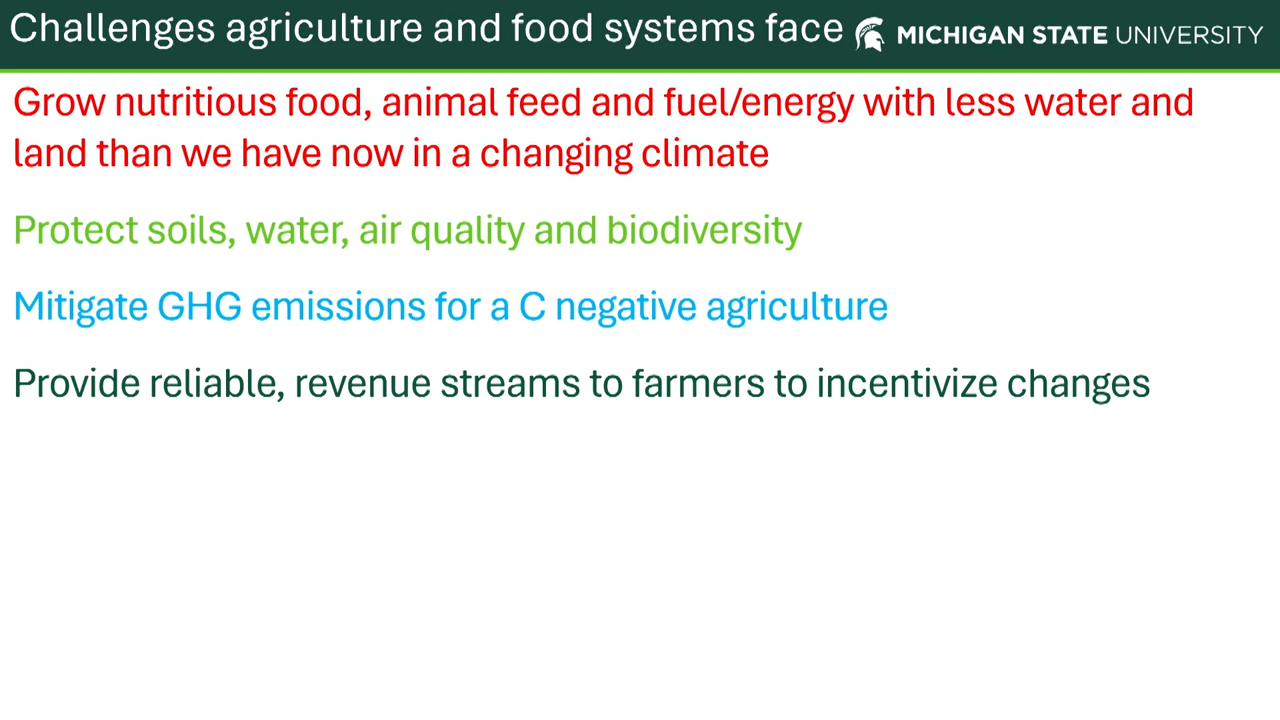 Challenges agriculture and food systems face
MICHIGAN STATE UNIVERSITY
Grow nutritious food, animal feed and fuel/energy with less water and
land than we have now in a changing climate
Protect soils, water, air quality and biodiversity
Mitigate GHG emissions for a C negative agriculture
Provide reliable, revenue streams to farmers to incentivize changes